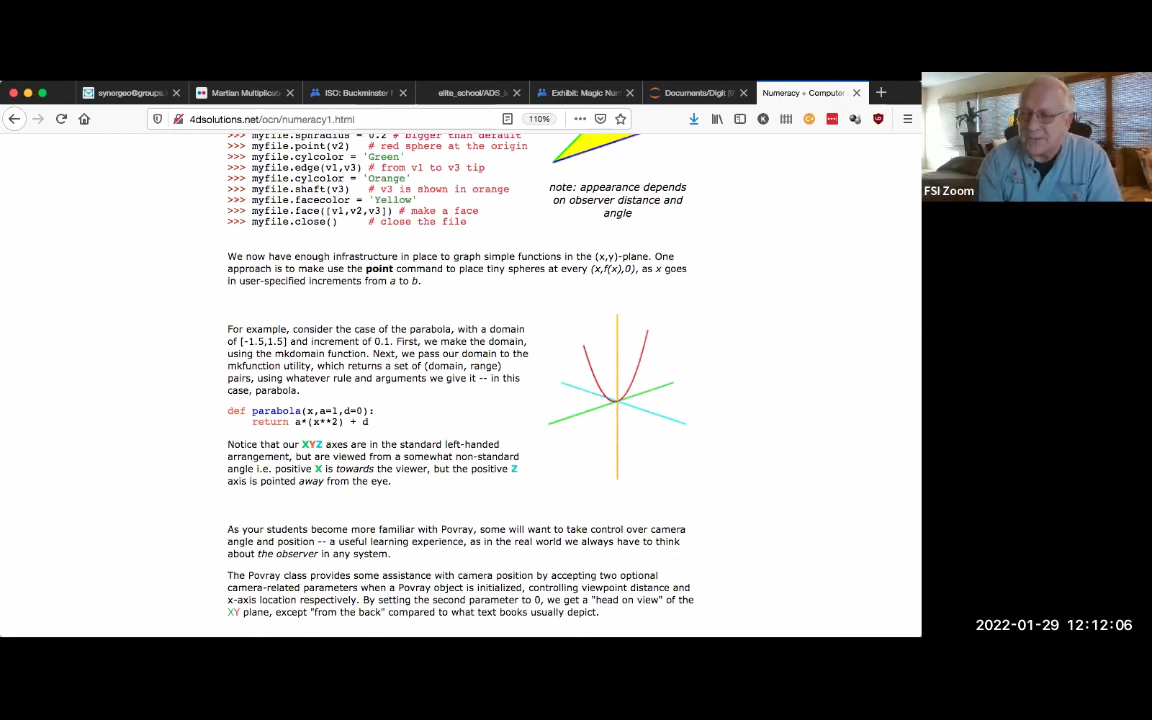 synergeo@groups.
Martian Multiplicat
ISO: Buckminster F
elite_school/ADS_
Exhibit: Magic Num
Documents/Digit
Numeracy + Computer
4dsolutions.net/ocn/numeracy1.html
110%
>>> myfile.sphradius = 0.2 # bigger than default
>>> myfile.point(v2) # red sphere at the origin
>>> myfile.cylcolor = 'Green'
>>> myfile.edge(v1,v3) # from v1 to v3 tip
>>> myfile.cylcolor = 'Orange'
>>> myfile.shaft(v3) # v3 is shown in orange
>>> myfile.facecolor = 'Yellow'
>>> myfile.face([v1,v2,v3]) # make a face
>>> myfile.close() # close the file
note: appearance depends
on observer distance and
angle
We now have enough infrastructure in place to graph simple functions in the (x,y)-plane. One
approach is to make use the point command to place tiny spheres at every (x,f(x),0), as x goes
in user-specified increments from a to b.
For example, consider the case of the parabola, with a domain
of [-1.5,1.5] and increment of 0.1. First, we make the domain,
using the mkdomain function. Next, we pass our domain to the
mkfunction utility, which returns a set of (domain, range)
pairs, using whatever rule and arguments we give it -- in this
case, parabola.
def parabola(x,a=1,d=0):
return a*(x**2) + d
Notice that our XYZ axes are in the standard left-handed
arrangement, but are viewed from a somewhat non-standard
angle i.e. positive X is towards the viewer, but the positive Z
axis is pointed away from the eye.
As your students become more familiar with Povray, some will want to take control over camera
angle and position -- a useful learning experience, as in the real world we always have to think
about the observer in any system.
The Povray class provides some assistance with camera position by accepting two optional
camera-related parameters when a Povray object is initialized, controlling viewpoint distance and
x-axis location respectively. By setting the second parameter to 0, we get a "head on view" of the
XY plane, except "from the back" compared to what text books usually depict.
FSI Zoom
2022-01-29 12:12:06